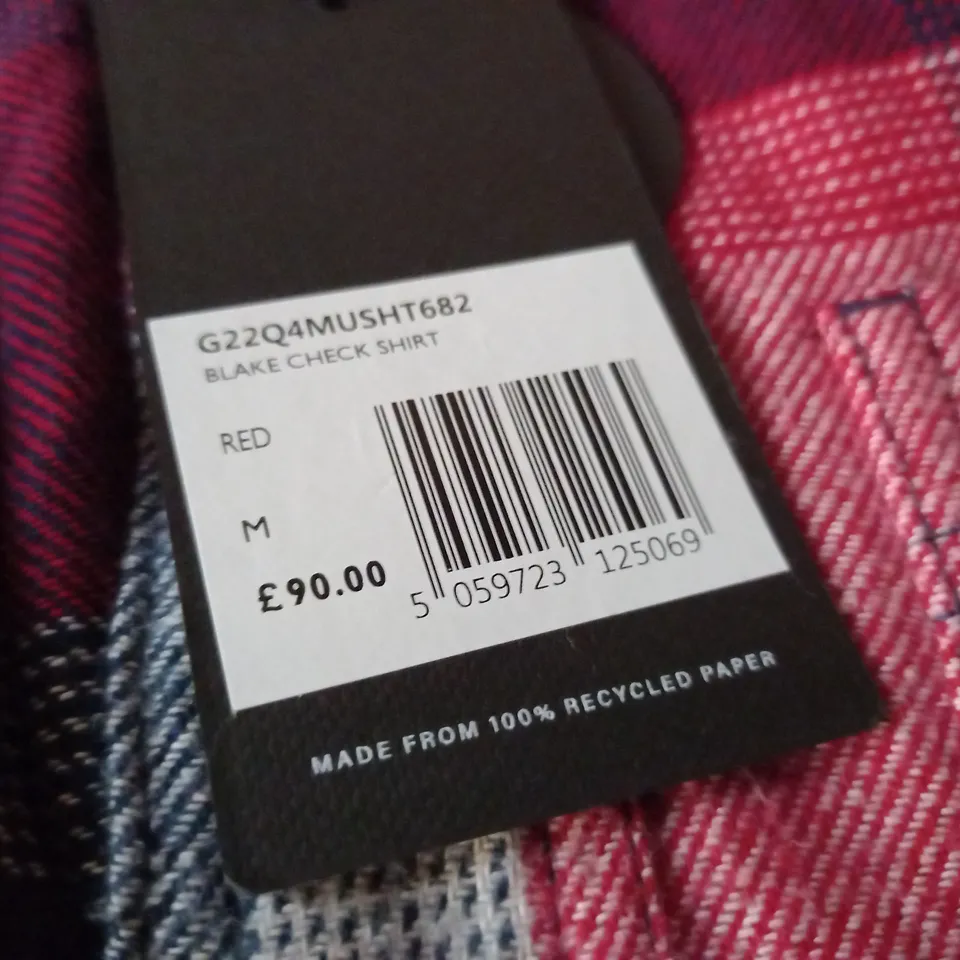 G22Q4MUSHT682
BLAKE CHECK SHIRT
RED
M
£90.00
5 059723 125069
MADE FROM 100% RECYCLED PAPER